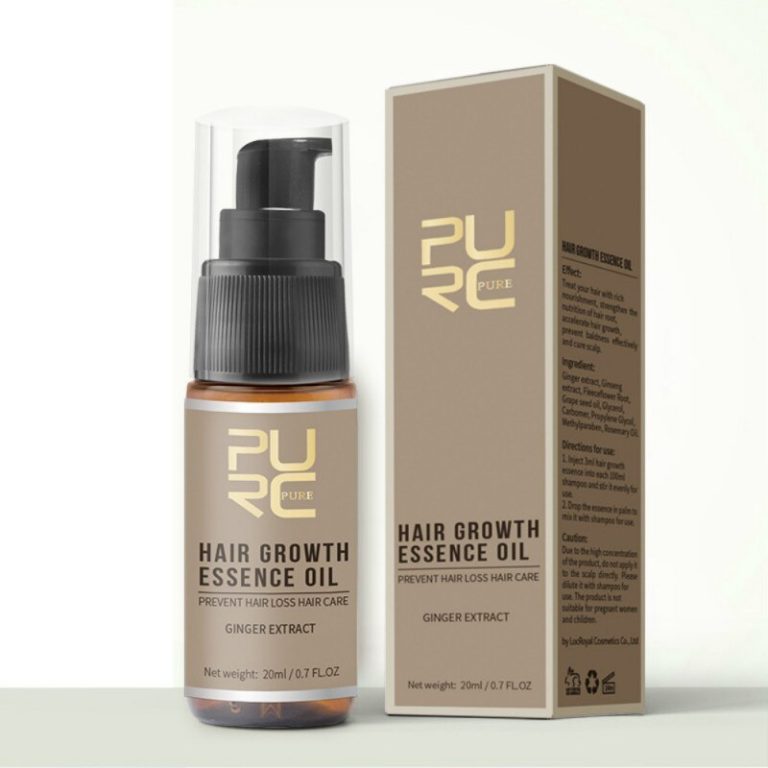 PURC
PURE
HAIR GROWTH
ESSENCE OIL
PREVENT HAIR LOSS HAIR CARE
GINGER EXTRACT
Net weight: 20ml / 0.7 FL.OZ
PURC
PURE
HAIR GROWTH
ESSENCE OIL
PREVENT HAIR LOSS HAIR CARE
GINGER EXTRACT
Net weight: 20ml / 0.7 FL.OZ
HAIR GROWTH ESSENCE OIL
Effect:
Treat your hair with rich
nourishment, strengthen the
nutrition of hair root,
accelerate hair growth,
prevent baldness effectively
and cure scalp.
Ingredient:
Ginger extract, Ginseng
extract, Fleeceflower Root,
Grape seed oil, Glycerol,
Carbomer, Propylene Glycol,
Methylparaben, Rosemary Oil.
Directions for use:
1. Inject 3ml hair growth
essence into each 100ml
shampoo and stir it evenly for
use.
2. Drop the essence in palm to
mix it with shampoo for use.
Caution:
Due to the high concentration
of the product, do not apply it
to the scalp directly. Please
dilute it with shampoo for
use. The product is not
suitable for pregnant women
and children.
by LuxRoyal Cosmetics Co., Ltd